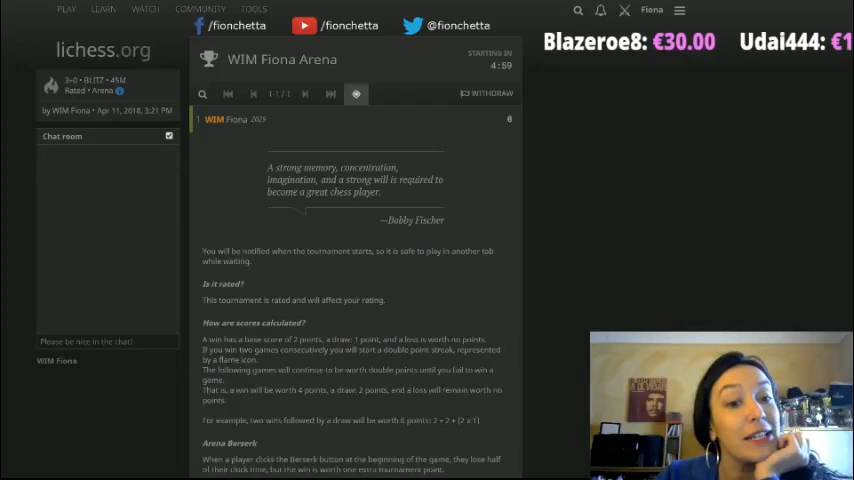 PLAY LEARN WATCH COMMUNITY TOOLS
Fiona
/fionchetta /fionchetta @fionchetta
Blazeroe8: €30.00 Udai444: €1
lichess.org
WIM Fiona Arena
STARTING IN
4:59
3+0 • BLITZ • 45M
Rated • Arena
by WIM Fiona • Apr 11, 2018, 3:21 PM
1-1 / 1
WITHDRAW
Chat room
1 WIM Fiona 2025
A strong memory, concentration,
imagination, and a strong will is required to
become a great chess player.
—Bobby Fischer
You will be notified when the tournament starts, so it is safe to play in another tab
while waiting.
Is it rated?
This tournament is rated and will affect your rating.
How are scores calculated?
A win has a base score of 2 points, a draw: 1 point, and a loss is worth no points.
If you win two games consecutively you will start a double point streak, represented
by a flame icon.
The following games will continue to be worth double points until you fail to win a
game.
That is, a win will be worth 4 points, a draw: 2 points, and a loss will remain worth no
points.
For example, two wins followed by a draw will be worth 6 points: 2 + 2 + (2 x 1)
Arena Berserk
When a player clicks the Berserk button at the beginning of the game, they lose half
of their clock time, but the win is worth one extra tournament point.
Please be nice in the chat!
WIM Fiona